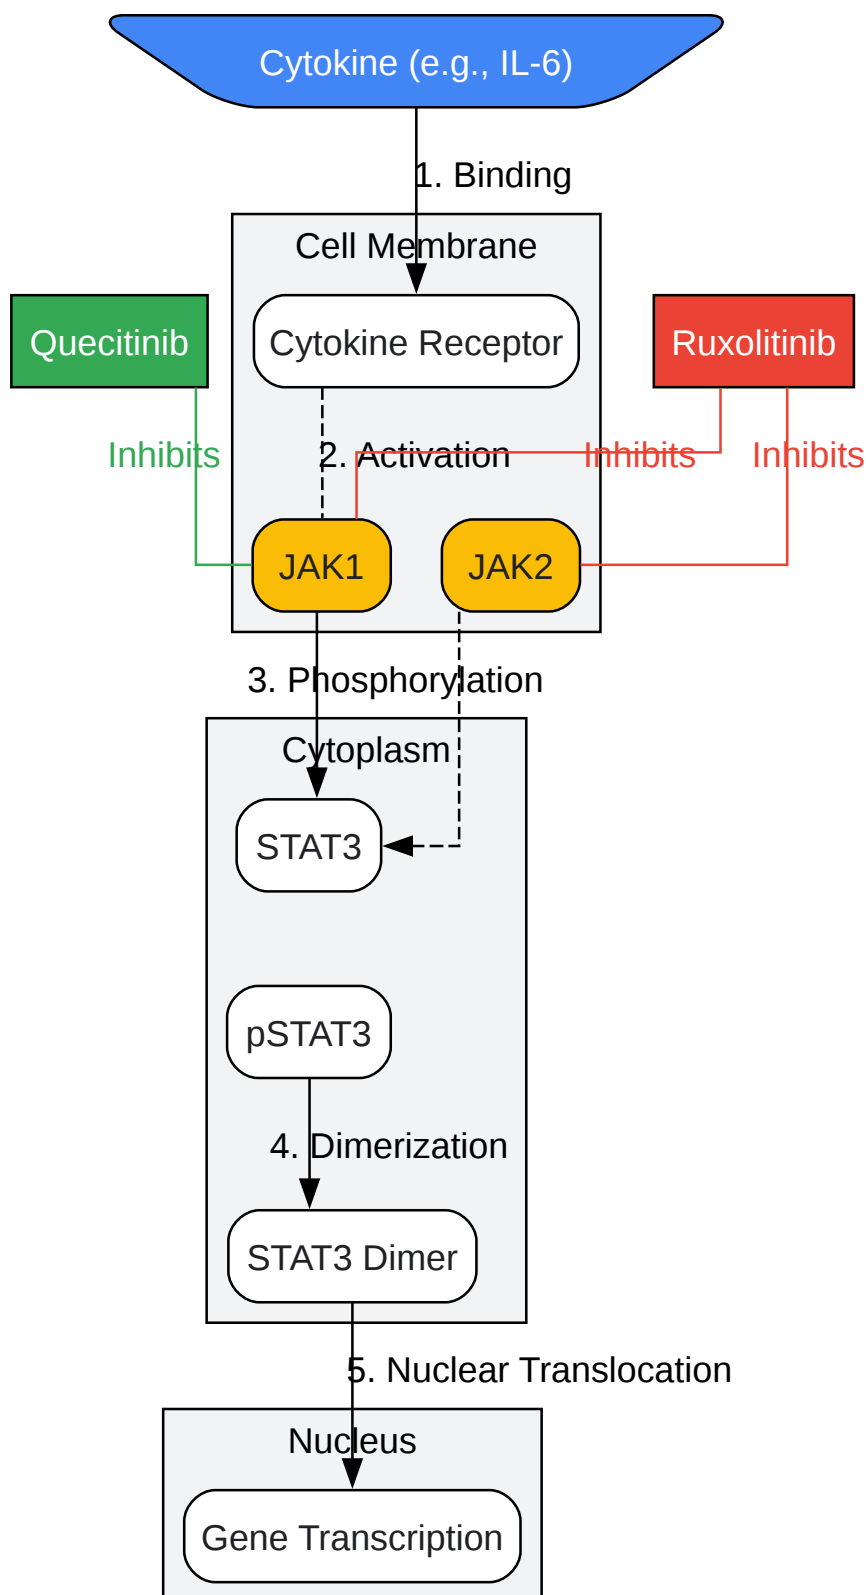 Cytokine (e.g., IL-6)
1. Binding
Cell Membrane
Quecitinib
Cytokine Receptor
Ruxolitinib
Inhibits
2. Activation
Inhibits
Inhibits
JAK1
JAK2
3. Phosphorylation
Cytoplasm
STAT3
pSTAT3
4. Dimerization
STAT3 Dimer
5. Nuclear Translocation
Nucleus
Gene Transcription